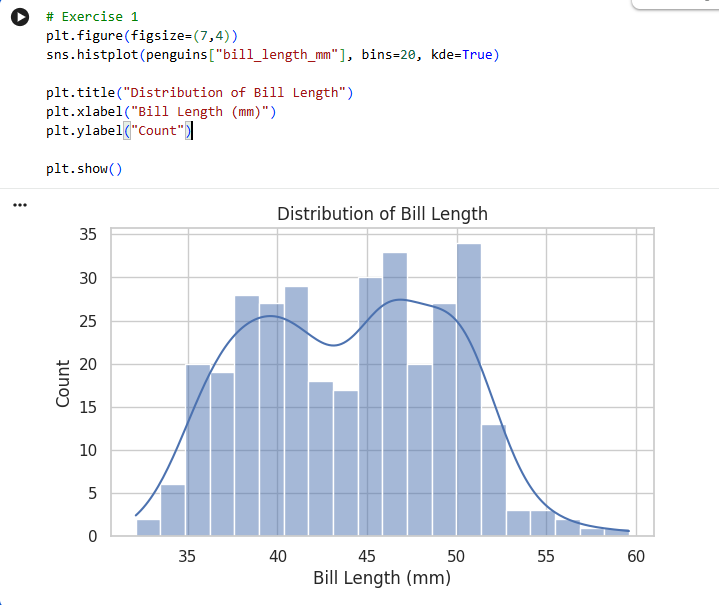 # Exercise 1
plt.figure(figsize=(7,4))
sns.histplot(penguins["bill_length_mm"], bins=20, kde=True)
plt.title("Distribution of Bill Length")
plt.xlabel("Bill Length (mm)")
plt.ylabel("Count")
plt.show()
Distribution of Bill Length
35
30
25
20
15
10
5
0
Count
35 40 45 50 55 60
Bill Length (mm)